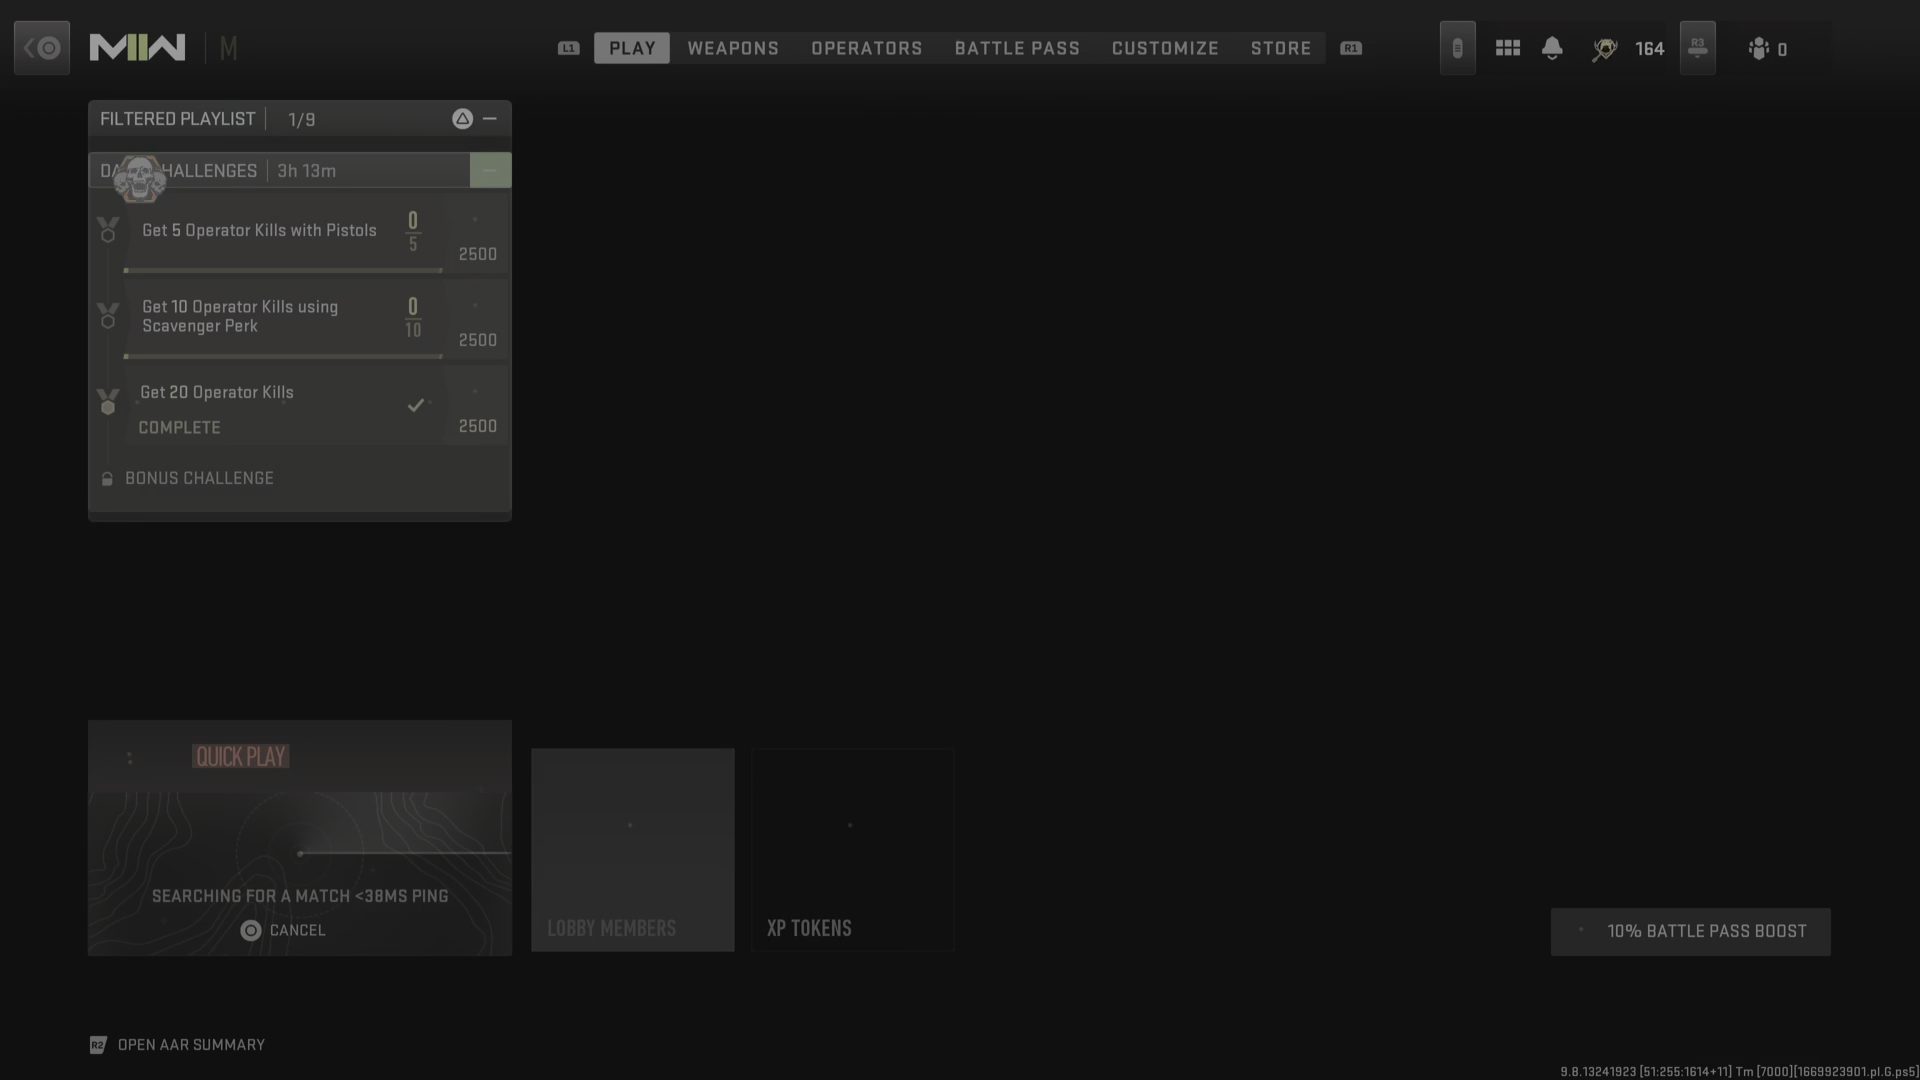 MWII
M
L1
PLAY
WEAPONS
OPERATORS
BATTLE PASS
CUSTOMIZE
STORE
R1
164
R3
0
FILTERED PLAYLIST
1/9
HALLENGES
3h 13m
Get 5 Operator Kills with Pistols
0
5
2500
Get 10 Operator Kills using
Scavenger Perk
0
10
2500
Get 20 Operator Kills
COMPLETE
2500
BONUS CHALLENGE
QUICK PLAY
SEARCHING FOR A MATCH <38MS PING
CANCEL
LOBBY MEMBERS
XP TOKENS
10% BATTLE PASS BOOST
R2
OPEN AAR SUMMARY
9.8.13241923 [51:255:1614+11] Tm [7000][1669923901.pl.G.ps5]